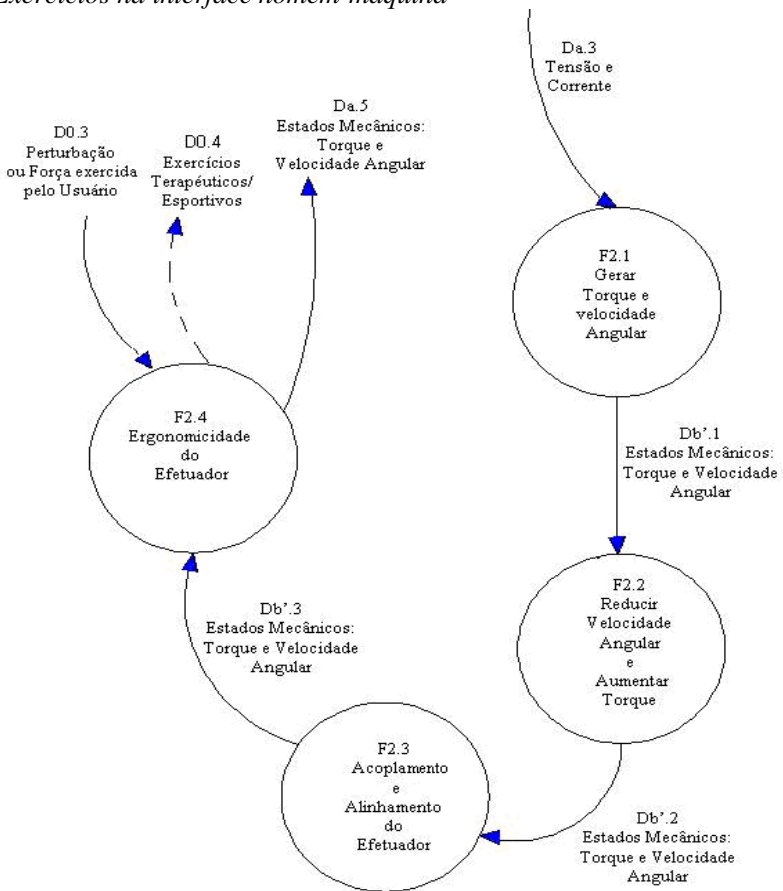 Exercícios na interface homem-máquina
Da.3
Tensão e
Corrente
Da.5
Estados Mecânicos:
Torque e
Velocidade Angular
D0.3
Perturbação
ou Força exercida
pelo Usuário
D0.4
Exercícios
Terapéuticos/
Esportivos
F2.1
Gerar
Torque e
velocidade
Angular
F2.4
Ergonomicidade
do
Efetuador
Db’.1
Estados Mecânicos:
Torque e Velocidade
Angular
F2.2
Reducir
Velocidade
Angular
e
Aumentar
Torque
Db’.3
Estados Mecânicos:
Torque e Velocidade
Angular
F2.3
Acoplamento
e
Alinhamento
do
Efetuador
Db’.2
Estados Mecânicos:
Torque e Velocidade
Angular